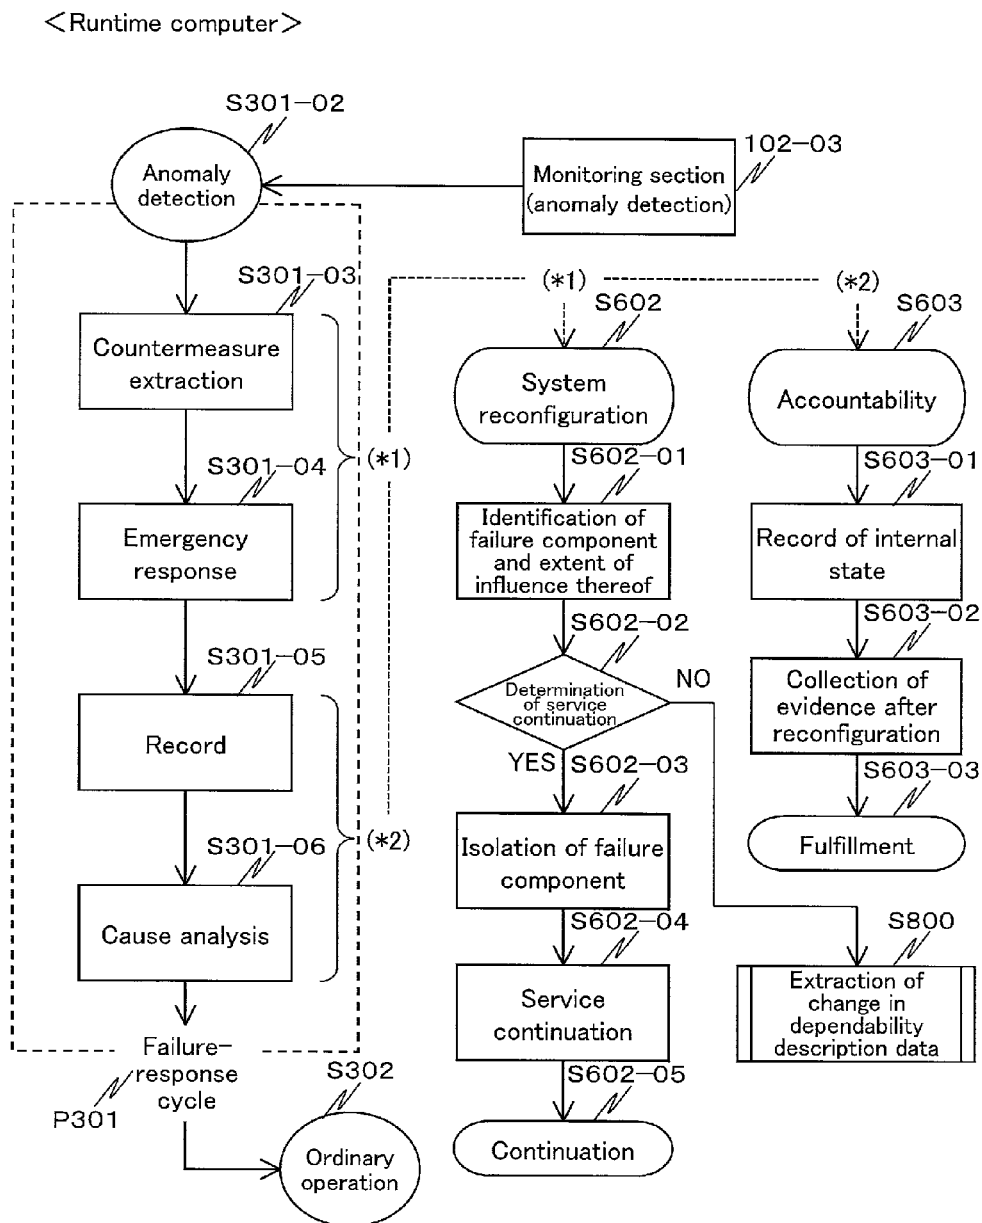 <Runtime computer>
S301-02
Anomaly
detection
102-03
Monitoring section
(anomaly detection)
S301-03
Countermeasure
extraction
S301-04
Emergency
response
(*1)
S301-05
Record
S301-06
Cause analysis
(*2)
Failure-
response
cycle
P301
S302
Ordinary
operation
(*1)
S602
System
reconfiguration
S602-01
Identification of
failure component
and extent of
influence thereof
S602-02
Determination
of service
continuation
NO
YES
S602-03
Isolation of failure
component
S602-04
Service
continuation
S602-05
Continuation
(*2)
S603
Accountability
S603-01
Record of internal
state
S603-02
Collection of
evidence after
reconfiguration
S603-03
Fulfillment
S800
Extraction of
change in
dependability
description data